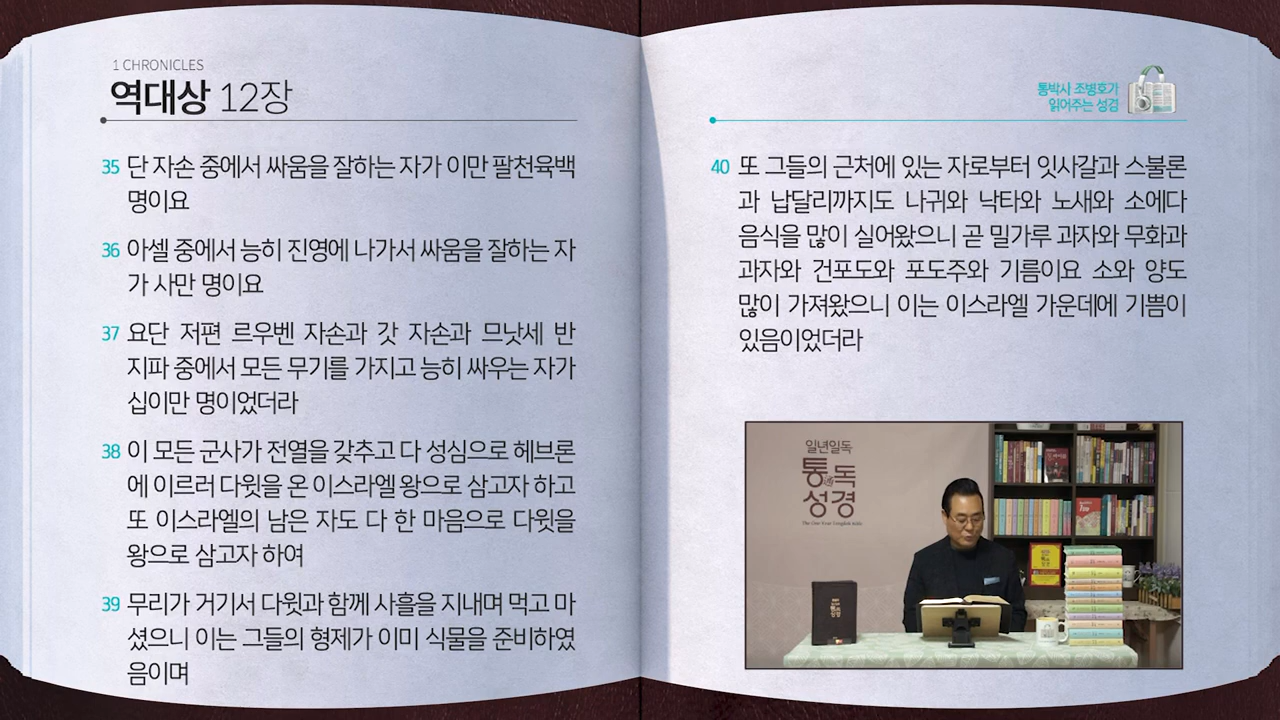 1 CHRONICLES
역대상 12장
35 단 자손 중에서 싸움을 잘하는 자가 이만 팔천육백
명이요
36 아셀 중에서 능히 진영에 나가서 싸움을 잘하는 자
가 사만 명이요
37 요단 저편 르우벤 자손과 갓 자손과 므낫세 반
지파 중에서 모든 무기를 가지고 능히 싸우는 자가
십이만 명이었더라
38 이 모든 군사가 전열을 갖추고 다 성심으로 헤브론
에 이르러 다윗을 온 이스라엘 왕으로 삼고자 하고
또 이스라엘의 남은 자도 다 한 마음으로 다윗을
왕으로 삼고자 하여
39 무리가 거기서 다윗과 함께 사흘을 지내며 먹고 마
셨으니 이는 그들의 형제가 이미 식물을 준비하였
음이며
통박사 조병호가
읽어주는 성경
40 또 그들의 근처에 있는 자로부터 잇사갈과 스불론
과 납달리까지도 나귀와 낙타와 노새와 소에다
음식을 많이 실어왔으니 곧 밀가루 과자와 무화과
과자와 건포도와 포도주와 기름이요 소와 양도
많이 가져왔으니 이는 이스라엘 가운데에 기쁨이
있음이었더라
일년일독
통독
성경